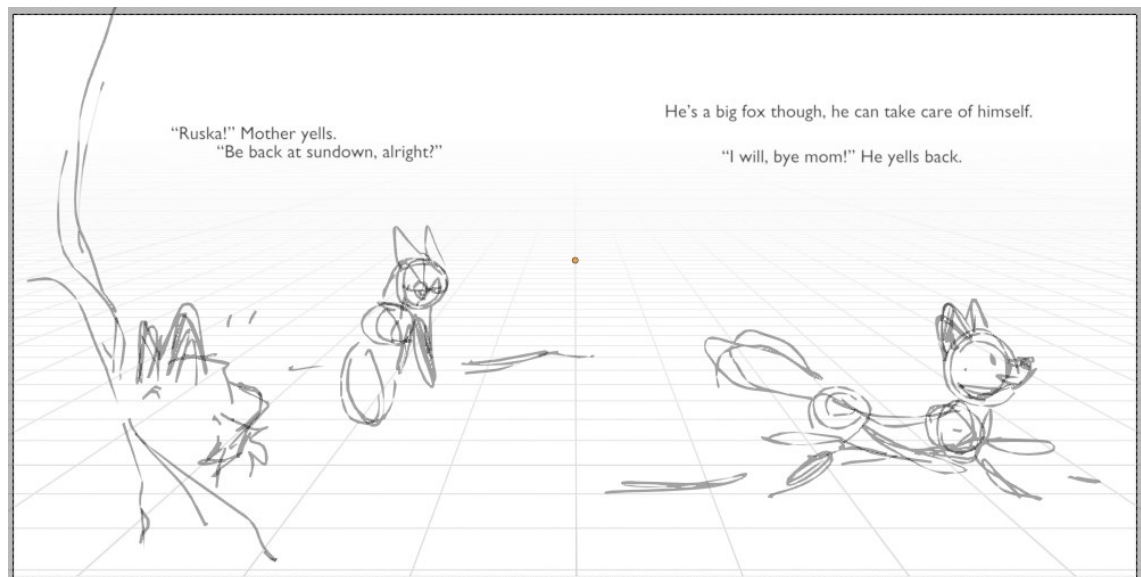 “Ruska!” Mother yells.
“Be back at sundown, alright?”
He’s a big fox though, he can take care of himself.
“I will, bye mom!” He yells back.